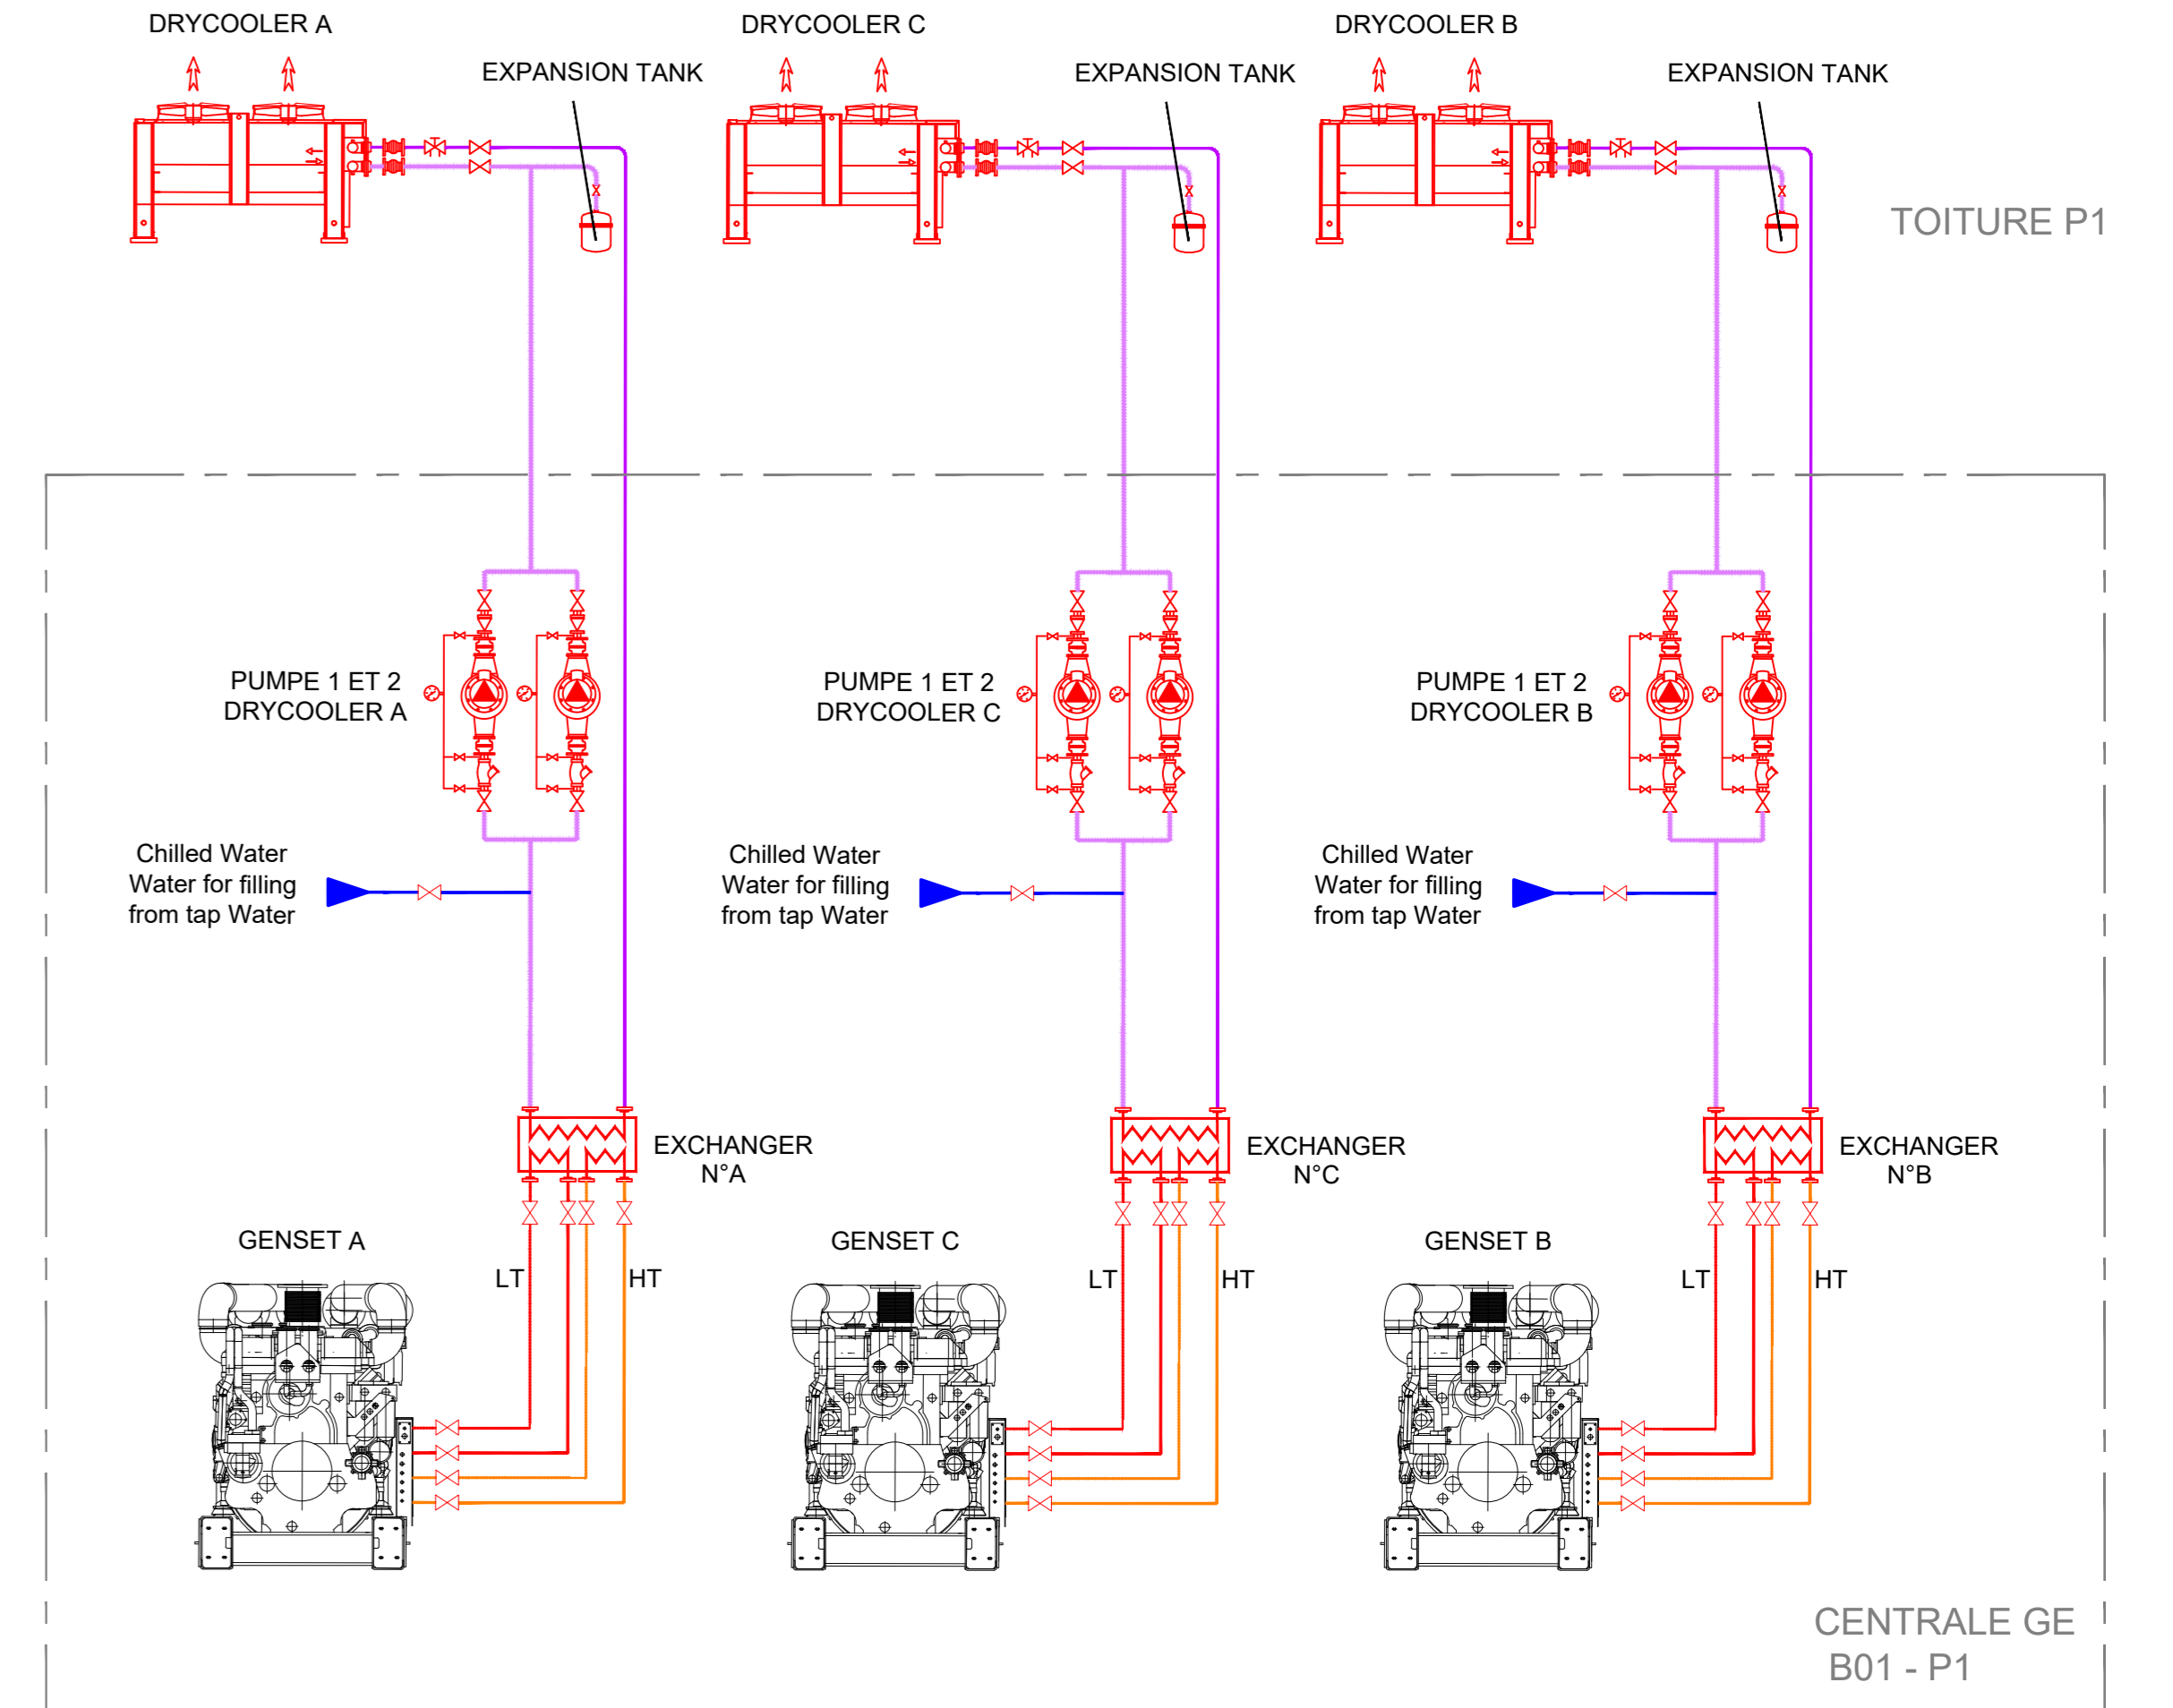 DRYCOOLER A
DRYCOOLER C
DRYCOOLER B
EXPANSION TANK
EXPANSION TANK
EXPANSION TANK
TOITURE P1
PUMPE 1 ET 2
DRYCOOLER A
PUMPE 1 ET 2
DRYCOOLER C
PUMPE 1 ET 2
DRYCOOLER B
Chilled Water
Water for filling
from tap Water
Chilled Water
Water for filling
from tap Water
Chilled Water
Water for filling
from tap Water
EXCHANGER
N°A
EXCHANGER
N°C
EXCHANGER
N°B
GENSET A
GENSET C
GENSET B
LT
HT
LT
HT
LT
HT
CENTRALE GE
B01 - P1